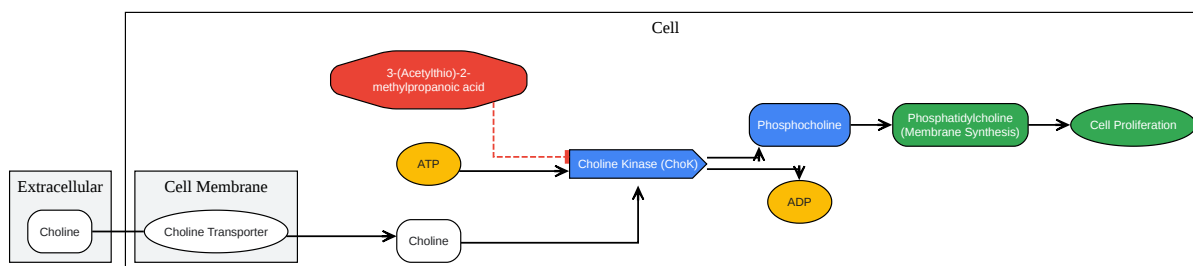 Cell
3-(Acetylthio)-2-
methylpropanoic acid
Phosphocholine
Phosphatidylcholine
(Membrane Synthesis)
Cell Proliferation
ATP
Choline Kinase (ChoK)
Extracellular
Cell Membrane
ADP
Choline
Choline Transporter
Choline